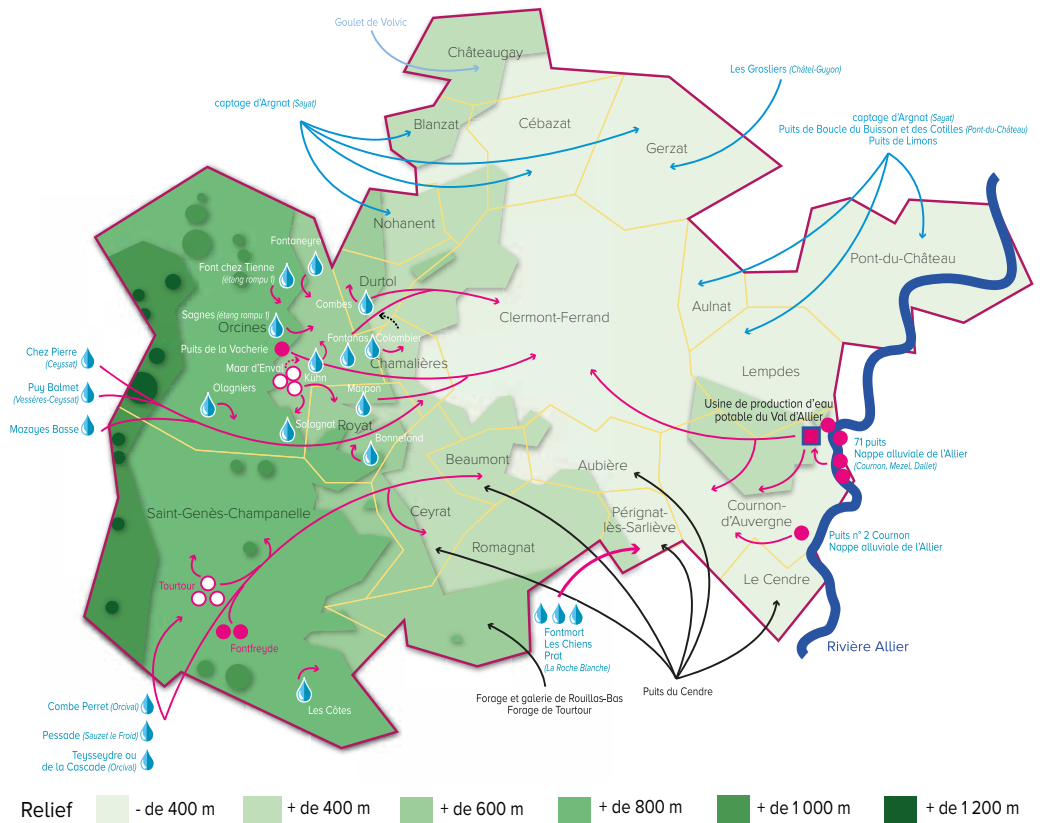 Goulet de Volvic
Châteaugay
Les Grosliers (Châtel-Guyon)
captage d'Argnat (Sayat)
Blanzat
Cébazat
Gerzat
captage d'Argnat (Sayat)
Puits de Boucle du Buisson et des Cotilles (Pont-du-Château)
Puits de Limons
Nohanent
Fontaneyre
Font chez Tienne
(étang rompu 1)
Durtol
Combes
Pont-du-Château
Aulnat
Sagnes (étang rompu 1)
Orcines
Clermont-Ferrand
Fontanas
Colombier
Puits de la Vacherie
Chamalières
Maar d'Enval
Kuhn
Chez Pierre
(Ceyssat)
Puy Balmet
(Vessères-Ceyssat)
Mazayes Basse
Olagniers
Marpon
Lempdes
Usine de production d'eau
potable du Val d'Allier
Solagnat
Royat
Bonnefond
71 puits
Nappe alluviale de l'Allier
(Cournon, Mezel, Dallet)
Beaumont
Aubière
Saint-Genès-Champanelle
Ceyrat
Pérignat-
lès-Sarliève
Cournon-
d'Auvergne
Romagnat
Puits n° 2 Cournon
Nappe alluviale de l'Allier
Le Cendre
Tourtour
Fontfreyde
Fontmort
Les Chiens
Prat
(La Roche Blanche)
Rivière Allier
Puits du Cendre
Forage et galerie de Rouillas-Bas
Forage de Tourtour
Les Côtes
Combe Perret (Orcival)
Pessade (Sauzet le Froid)
Teysseydre ou
de la Cascade (Orcival)
Relief
- de 400 m
+ de 400 m
+ de 600 m
+ de 800 m
+ de 1 000 m
+ de 1 200 m